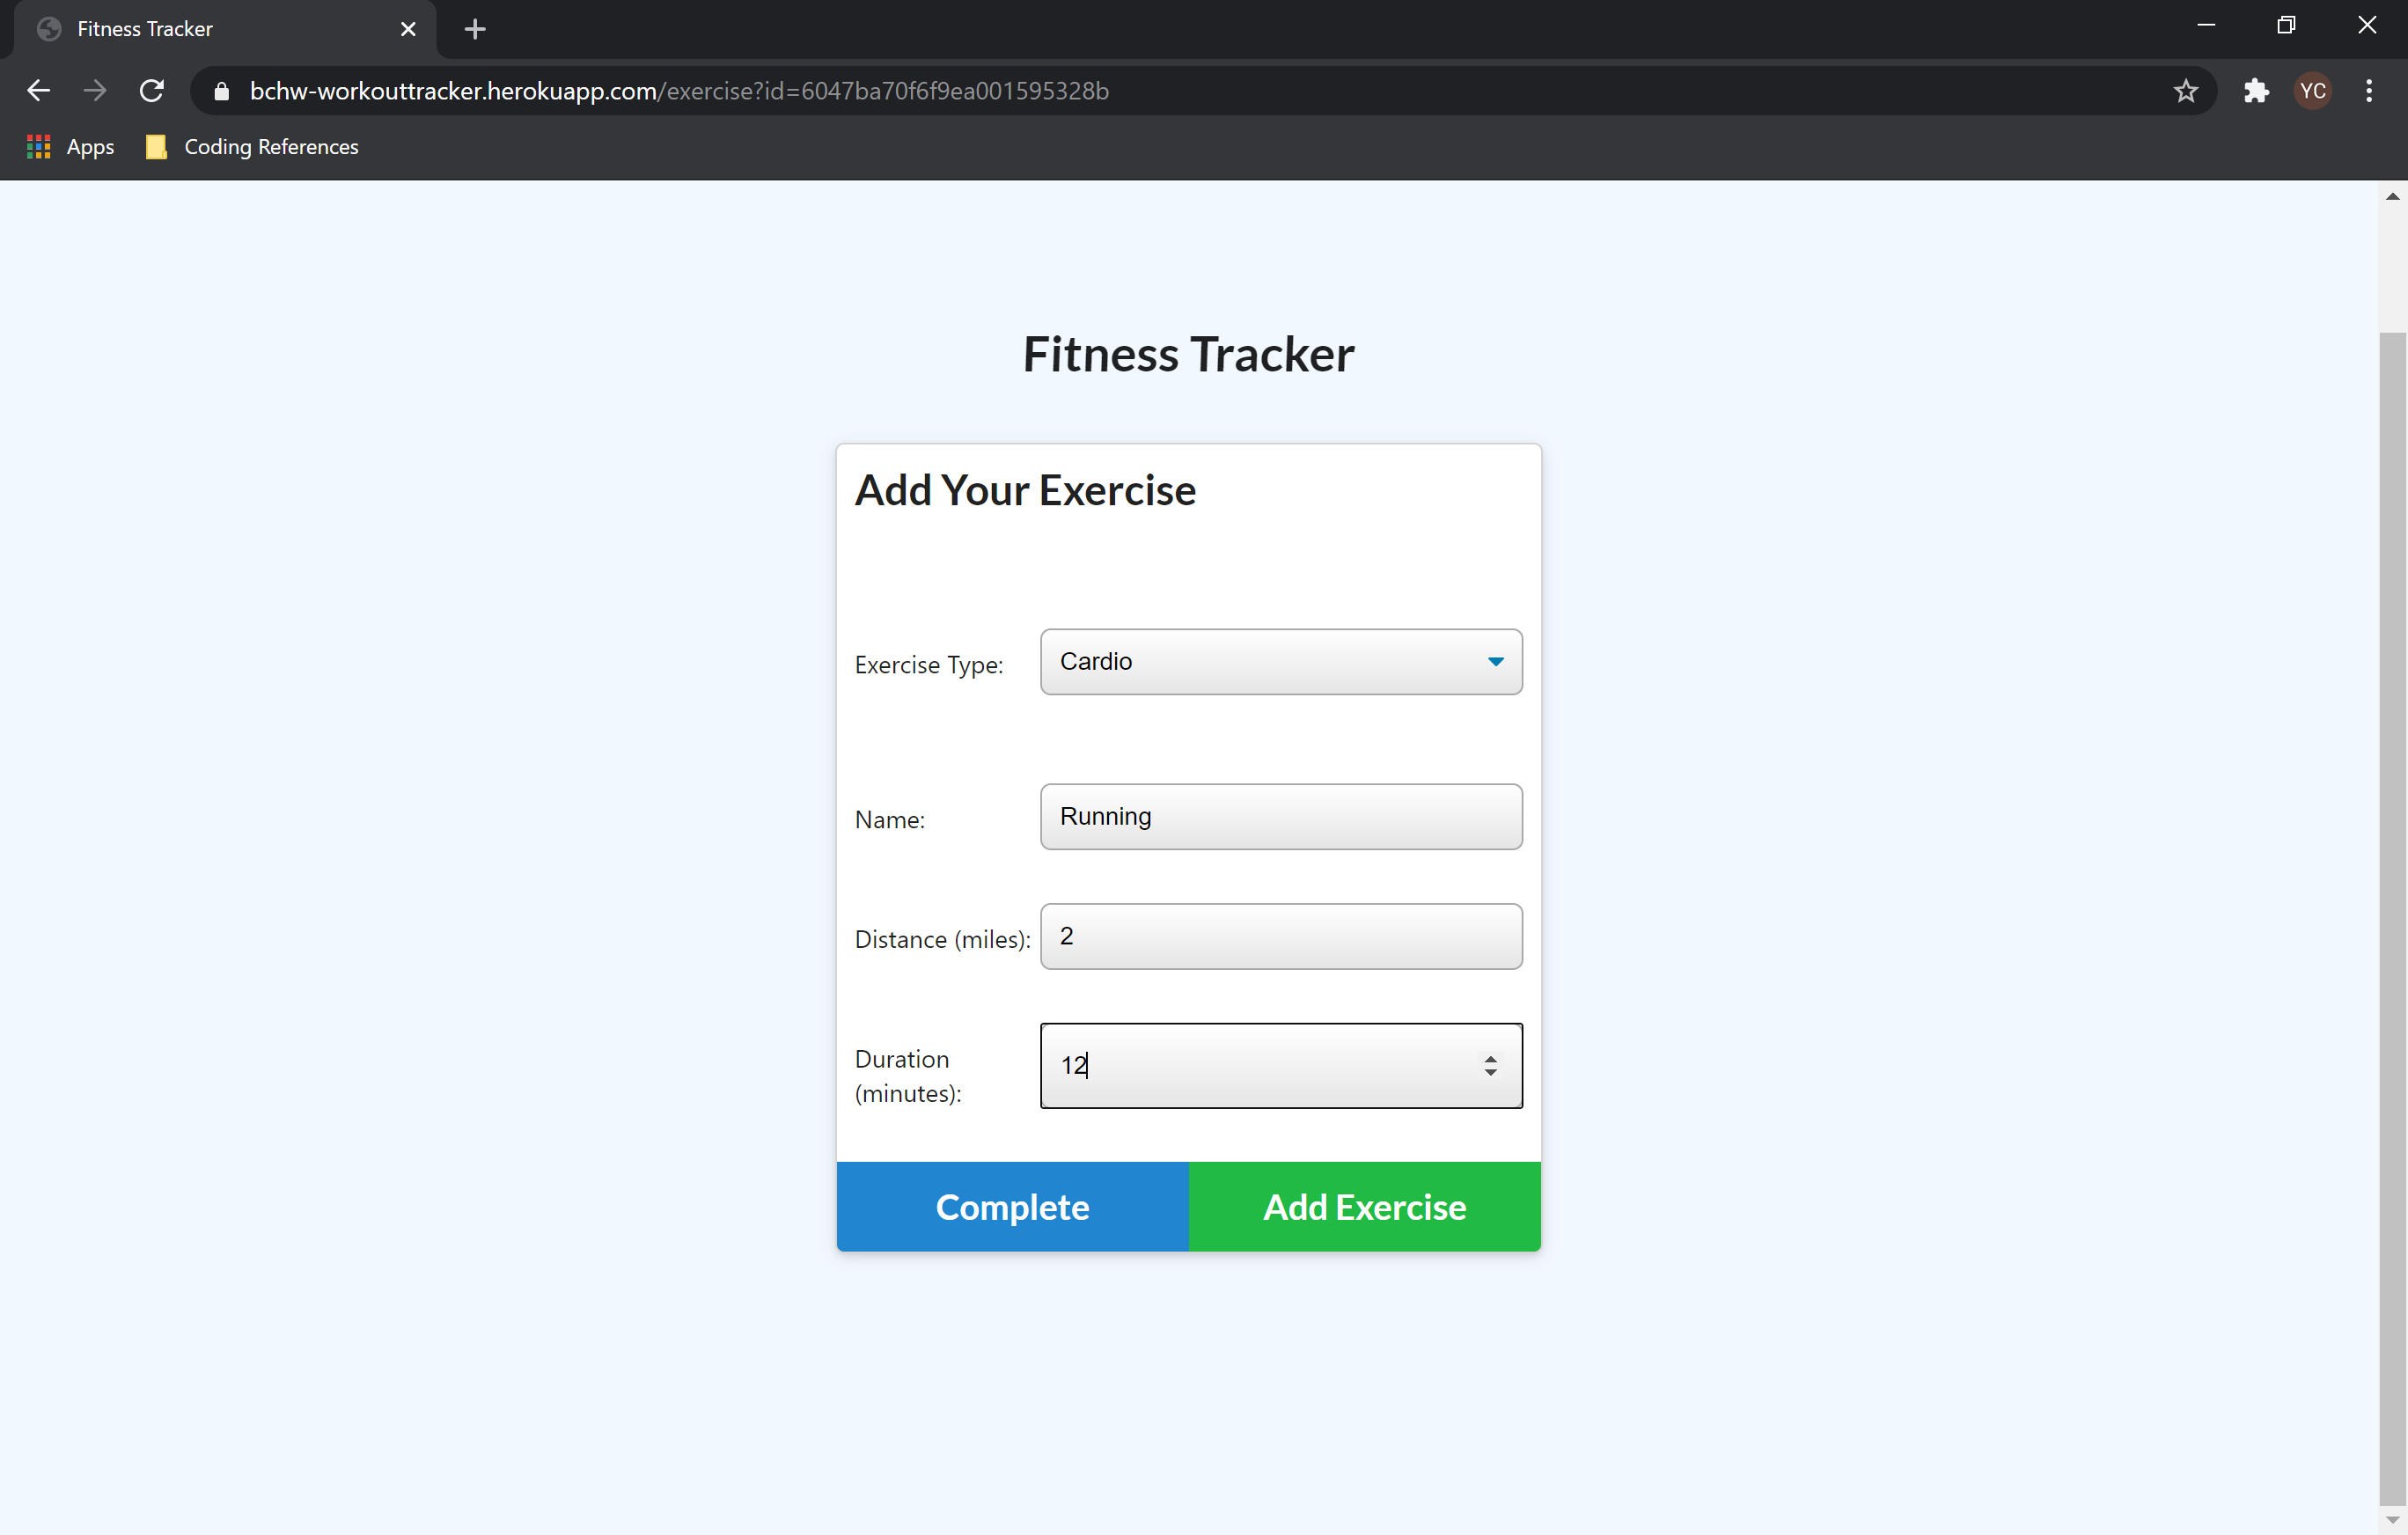 Fitness Tracker
bchw-workouttracker.herokuapp.com/exercise?id=6047ba70f6f9ea001595328b
YC
Apps
Coding References
Fitness Tracker
Add Your Exercise
Exercise Type:
Cardio
Name:
Running
Distance (miles):
2
Duration
(minutes):
12
Complete
Add Exercise